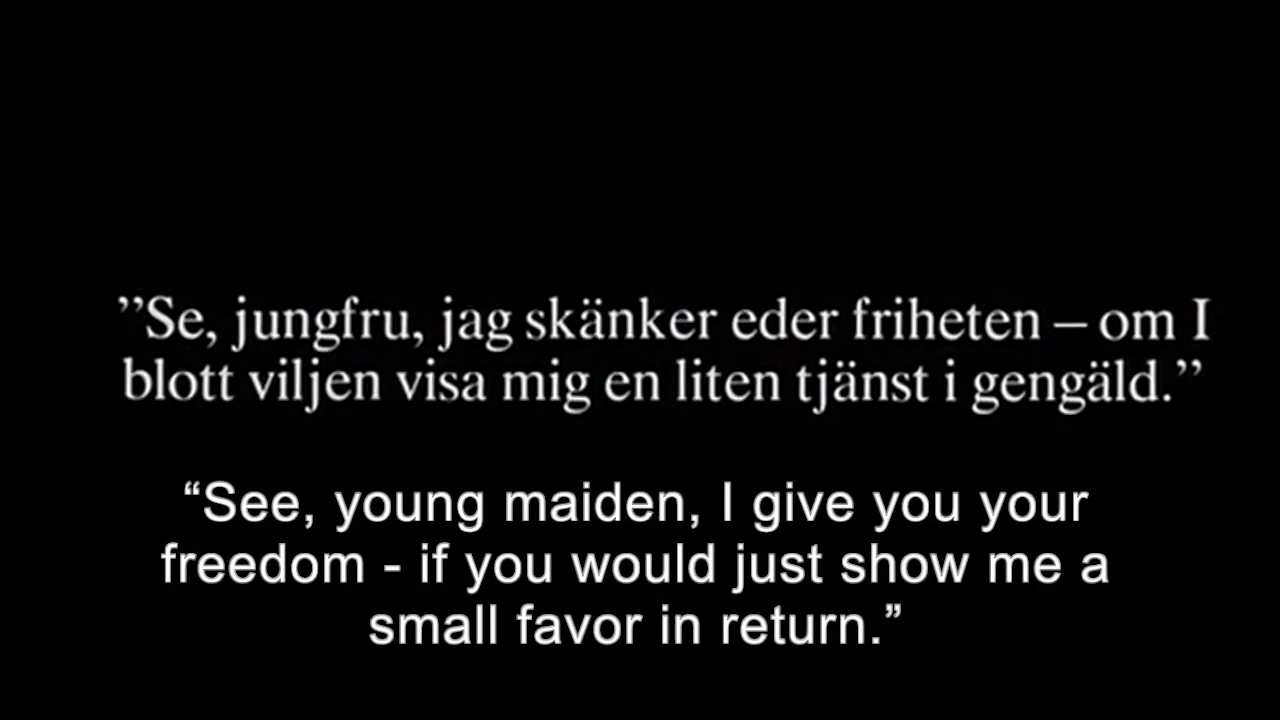 ”Se, jungfru, jag skänker eder friheten – om I
blott viljen visa mig en liten tjänst i gengäld.”
“See, young maiden, I give you your
freedom - if you would just show me a
small favor in return.”